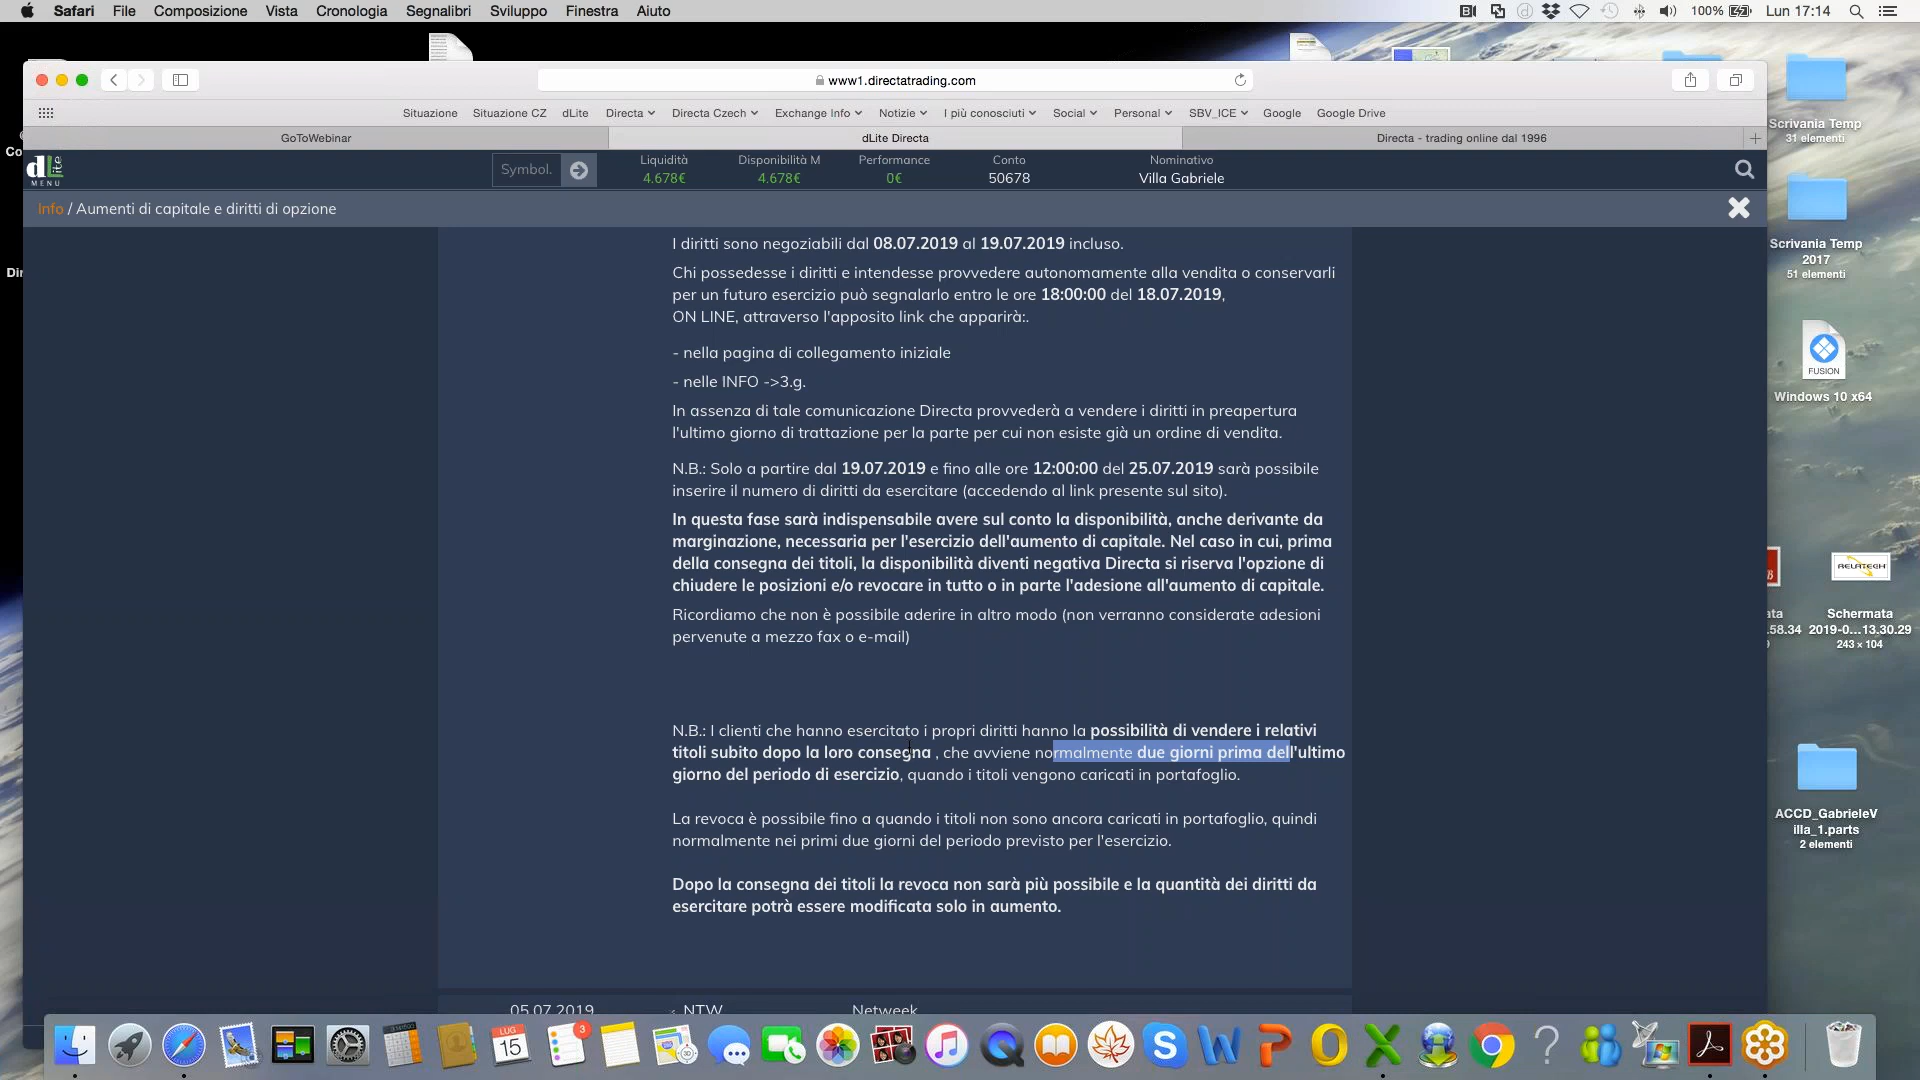 Safari File Composizione Vista Cronologia Segnalibri Sviluppo Finestra Aiuto 100% Lun 17:14
www1.directatrading.com
Situazione Situazione CZ dLite Directa Directa Czech Exchange Info Notizie I più conosciuti Social Personal SBV_ICE Google Google Drive
GoToWebinar dLite Directa Directa - trading online dal 1996
dLite MENU
Symbol.
Liquidità Disponibilità M Performance Conto Nominativo
4.678€ 4.678€ 0€ 50678 Villa Gabriele
Info / Aumenti di capitale e diritti di opzione
I diritti sono negoziabili dal 08.07.2019 al 19.07.2019 incluso.
Chi possedesse i diritti e intendesse provvedere autonomamente alla vendita o conservarli
per un futuro esercizio può segnalarlo entro le ore 18:00:00 del 18.07.2019,
ON LINE, attraverso l'apposito link che apparirà:.
- nella pagina di collegamento iniziale
- nelle INFO ->3.g.
In assenza di tale comunicazione Directa provvederà a vendere i diritti in preapertura
l'ultimo giorno di trattazione per la parte per cui non esiste già un ordine di vendita.
N.B.: Solo a partire dal 19.07.2019 e fino alle ore 12:00:00 del 25.07.2019 sarà possibile
inserire il numero di diritti da esercitare (accedendo al link presente sul sito).
In questa fase sarà indispensabile avere sul conto la disponibilità, anche derivante da
marginazione, necessaria per l'esercizio dell'aumento di capitale. Nel caso in cui, prima
della consegna dei titoli, la disponibilità diventi negativa Directa si riserva l'opzione di
chiudere le posizioni e/o revocare in tutto o in parte l'adesione all'aumento di capitale.
Ricordiamo che non è possibile aderire in altro modo (non verranno considerate adesioni
pervenute a mezzo fax o e-mail)
N.B.: I clienti che hanno esercitato i propri diritti hanno la possibilità di vendere i relativi
titoli subito dopo la loro consegna , che avviene normalmente due giorni prima dell'ultimo
giorno del periodo di esercizio, quando i titoli vengono caricati in portafoglio.
La revoca è possibile fino a quando i titoli non sono ancora caricati in portafoglio, quindi
normalmente nei primi due giorni del periodo previsto per l'esercizio.
Dopo la consegna dei titoli la revoca non sarà più possibile e la quantità dei diritti da
esercitare potrà essere modificata solo in aumento.
05.07.2019 NTW Netweek
Scrivania Temp
31 elementi
Scrivania Temp
2017
51 elementi
FUSION
Windows 10 x64
RELATECH
Schermata
2019-0...13.30.29
243 × 104
ata
.58.34
ACCD_GabrieleV
illa_1.parts
2 elementi
Co
Dir
LUG
15
3